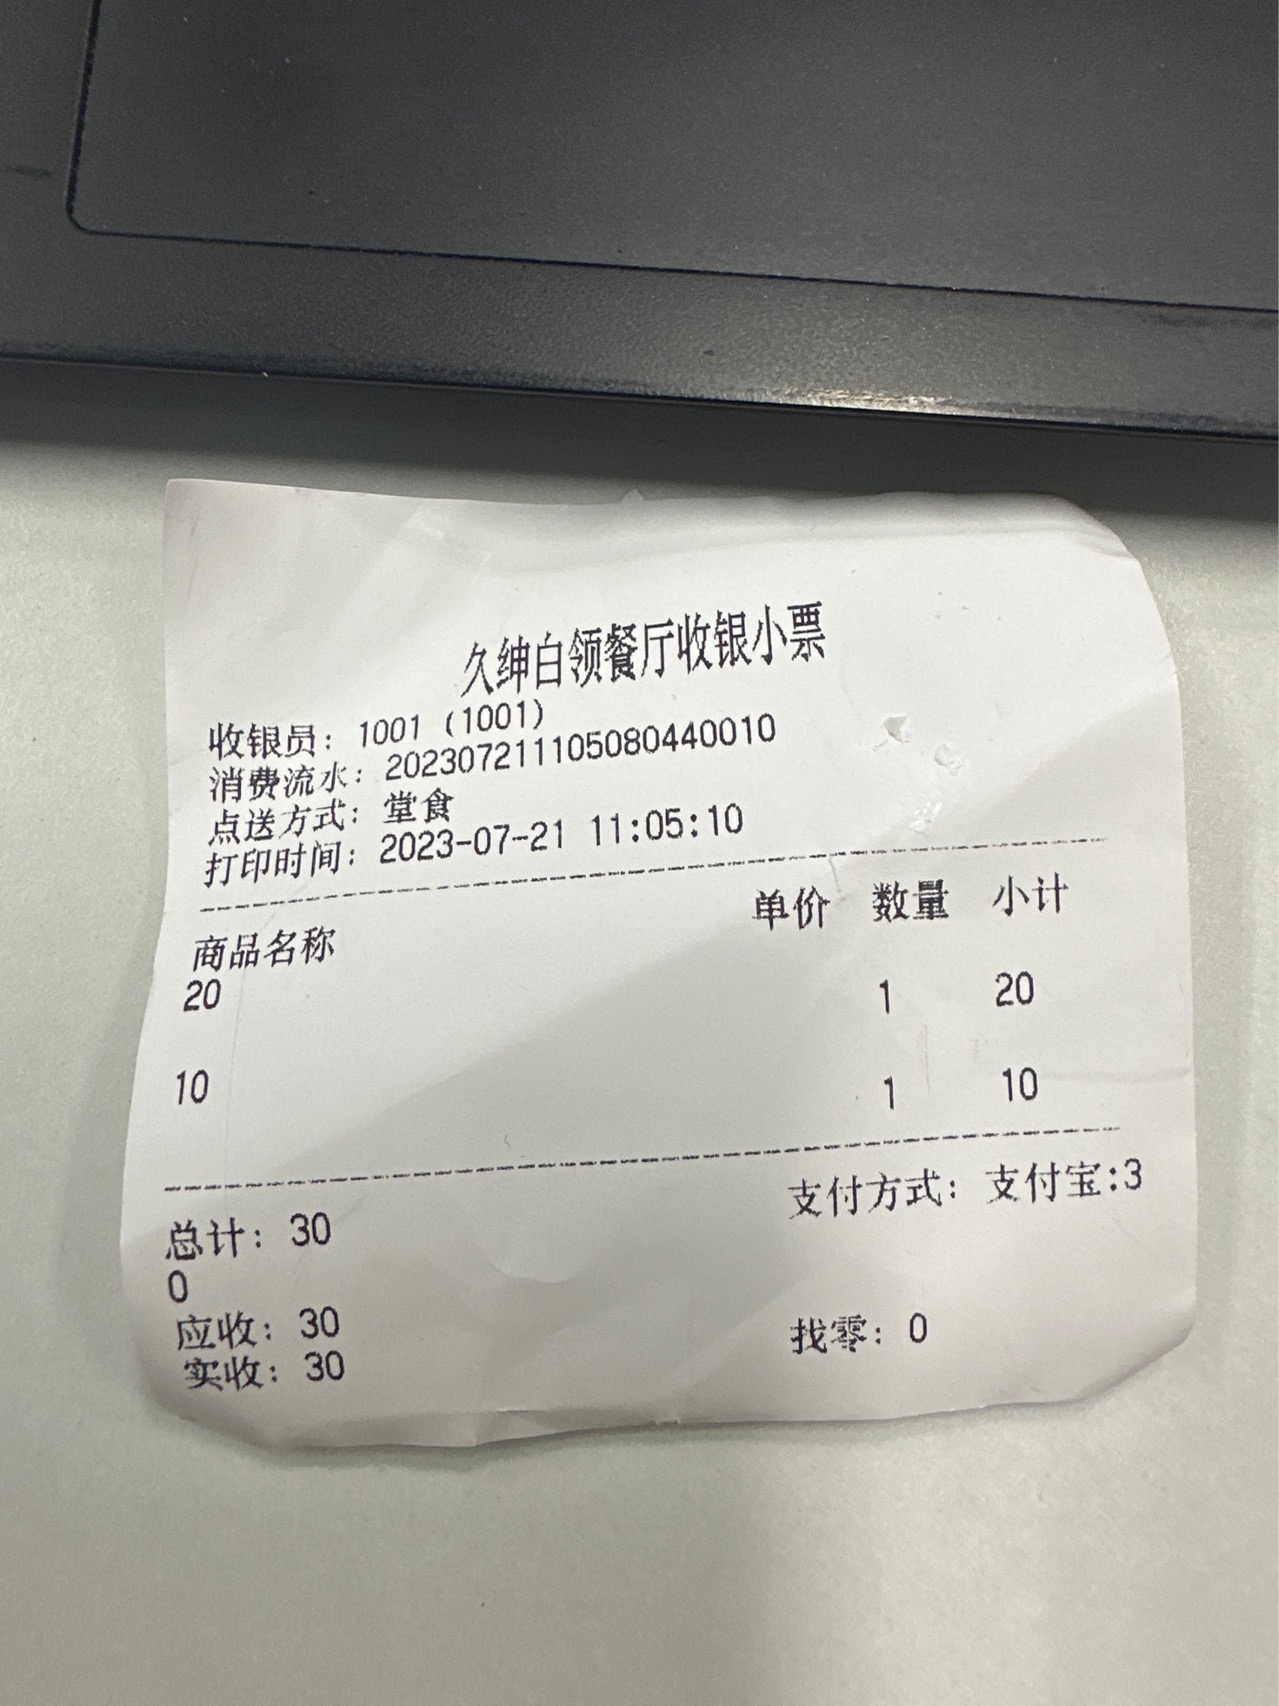 久绅白领餐厅收银小票
收银员：1001 (1001)
消费流水：202307211105080440010
点送方式：堂食
打印时间：2023-07-21 11:05:10
商品名称 单价 数量 小计
20 1 20
10 1 10
总计：30 支付方式：支付宝:3
0
应收：30
实收：30 找零：0